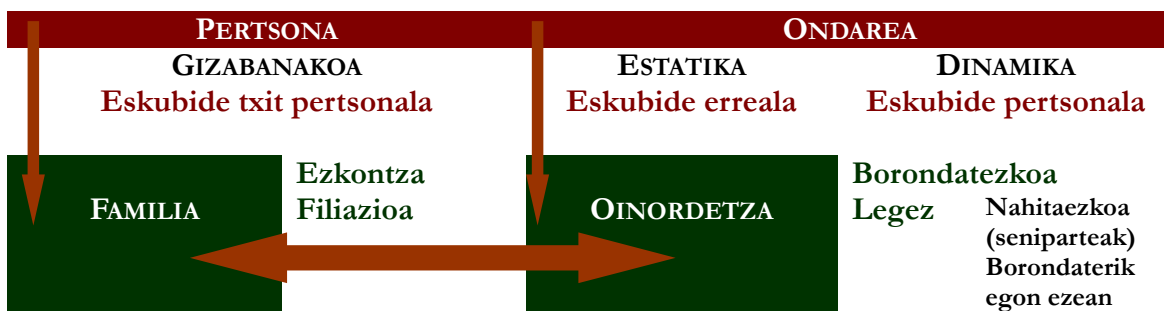 PERTSONA
ONDAREA
GIZABANAKOA
ESTATIKA
DINAMIKA
Eskubide txit pertsonala
Eskubide erreala
Eskubide pertsonala
FAMILIA
Ezkontza
Filiazioa
OINORDETZA
Borondatezkoa
Legez
Nahitaezkoa
(seniparteak)
Borondaterik
egon ezean